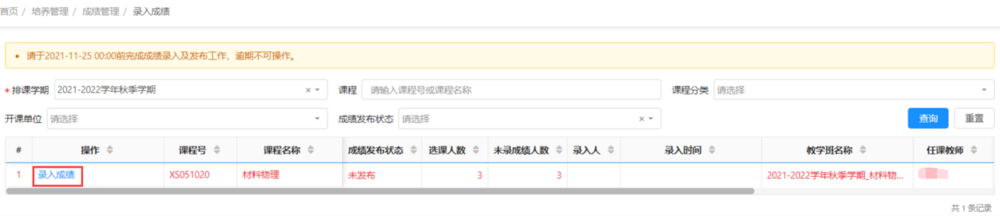 首页 / 培养管理 / 成绩管理 / 录入成绩
• 请于2021-11-25 00:00前完成成绩录入及发布工作，逾期不可操作。
* 排课学期 2021-2022学年秋季学期 × 课程 请输入课程号或课程名称 课程分类 请选择
开课单位 请选择 成绩发布状态 请选择 × 查询 重置
# 操作 课程号 课程名称 成绩发布状态 选课人数 未录成绩人数 录入人 录入时间 教学班名称 任课教师
1 录入成绩 XS051020 材料物理 未发布 3 3 2021-2022学年秋季学期_材料物...
共 1 条记录